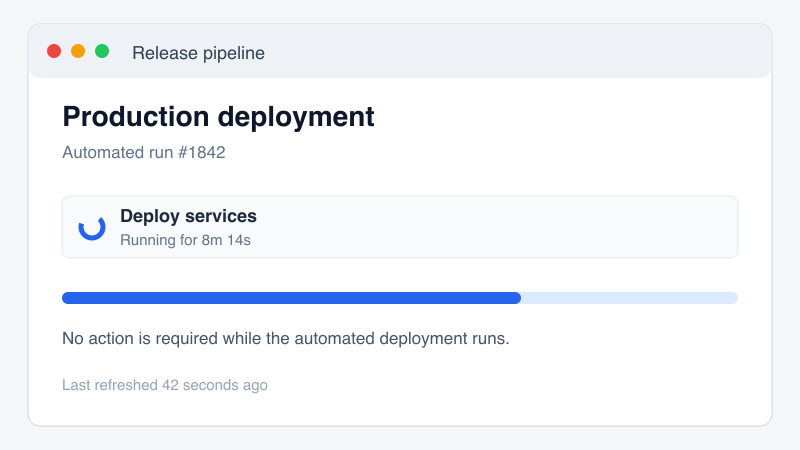 Release pipeline
Production deployment
Automated run #1842
Deploy services
Running for 8m 14s
No action is required while the automated deployment runs.
Last refreshed 42 seconds ago